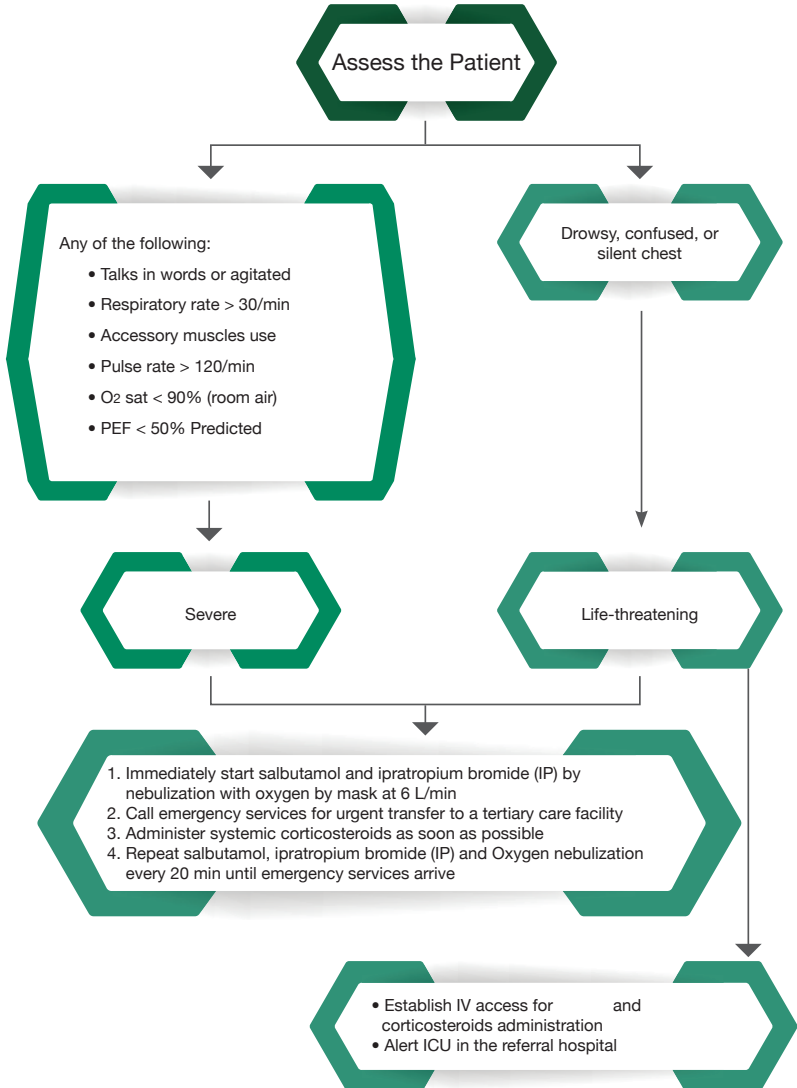 Assess the Patient
Any of the following:
• Talks in words or agitated
• Respiratory rate > 30/min
• Accessory muscles use
• Pulse rate > 120/min
• O2 sat < 90% (room air)
• PEF < 50% Predicted
Drowsy, confused, or
silent chest
Severe
Life-threatening
1. Immediately start salbutamol and ipratropium bromide (IP) by
nebulization with oxygen by mask at 6 L/min
2. Call emergency services for urgent transfer to a tertiary care facility
3. Administer systemic corticosteroids as soon as possible
4. Repeat salbutamol, ipratropium bromide (IP) and Oxygen nebulization
every 20 min until emergency services arrive
• Establish IV access for and
corticosteroids administration
• Alert ICU in the referral hospital